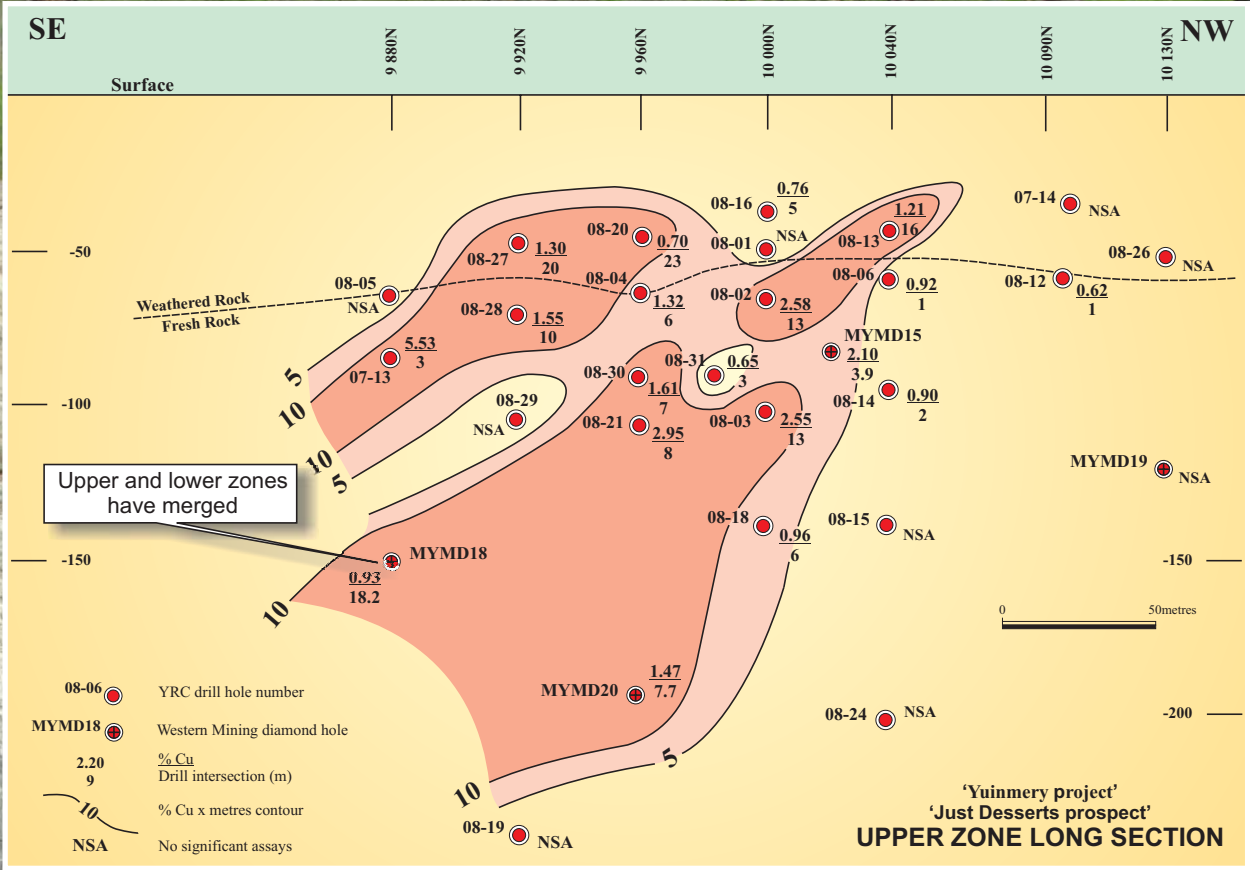 SE
NW
9 880N
9 920N
9 960N
10 000N
10 040N
10 090N
10 130N
Surface
-50
-100
-150
-50
-150
-200
Weathered Rock
Fresh Rock
08-05
NSA
08-27
1.30
20
08-20
0.70
23
08-04
1.32
6
08-28
1.55
10
07-13
5.53
3
08-16
0.76
5
08-01
NSA
08-13
1.21
16
08-02
2.58
13
08-06
0.92
1
07-14
NSA
08-26
NSA
08-12
0.62
1
MYMD15
2.10
3.9
08-31
0.65
3
08-30
1.61
7
08-21
2.95
8
08-03
2.55
13
08-14
0.90
2
08-29
NSA
MYMD19
NSA
08-18
0.96
6
08-15
NSA
5
10
10
5
Upper and lower zones
have merged
MYMD18
0.93
18.2
10
MYMD20
1.47
7.7
08-24
NSA
5
10
08-19
NSA
0
50metres
08-06
YRC drill hole number
MYMD18
Western Mining diamond hole
2.20
9
% Cu
Drill intersection (m)
10
% Cu x metres contour
NSA
No significant assays
‘Yuinmery project’
‘Just Desserts prospect’
UPPER ZONE LONG SECTION